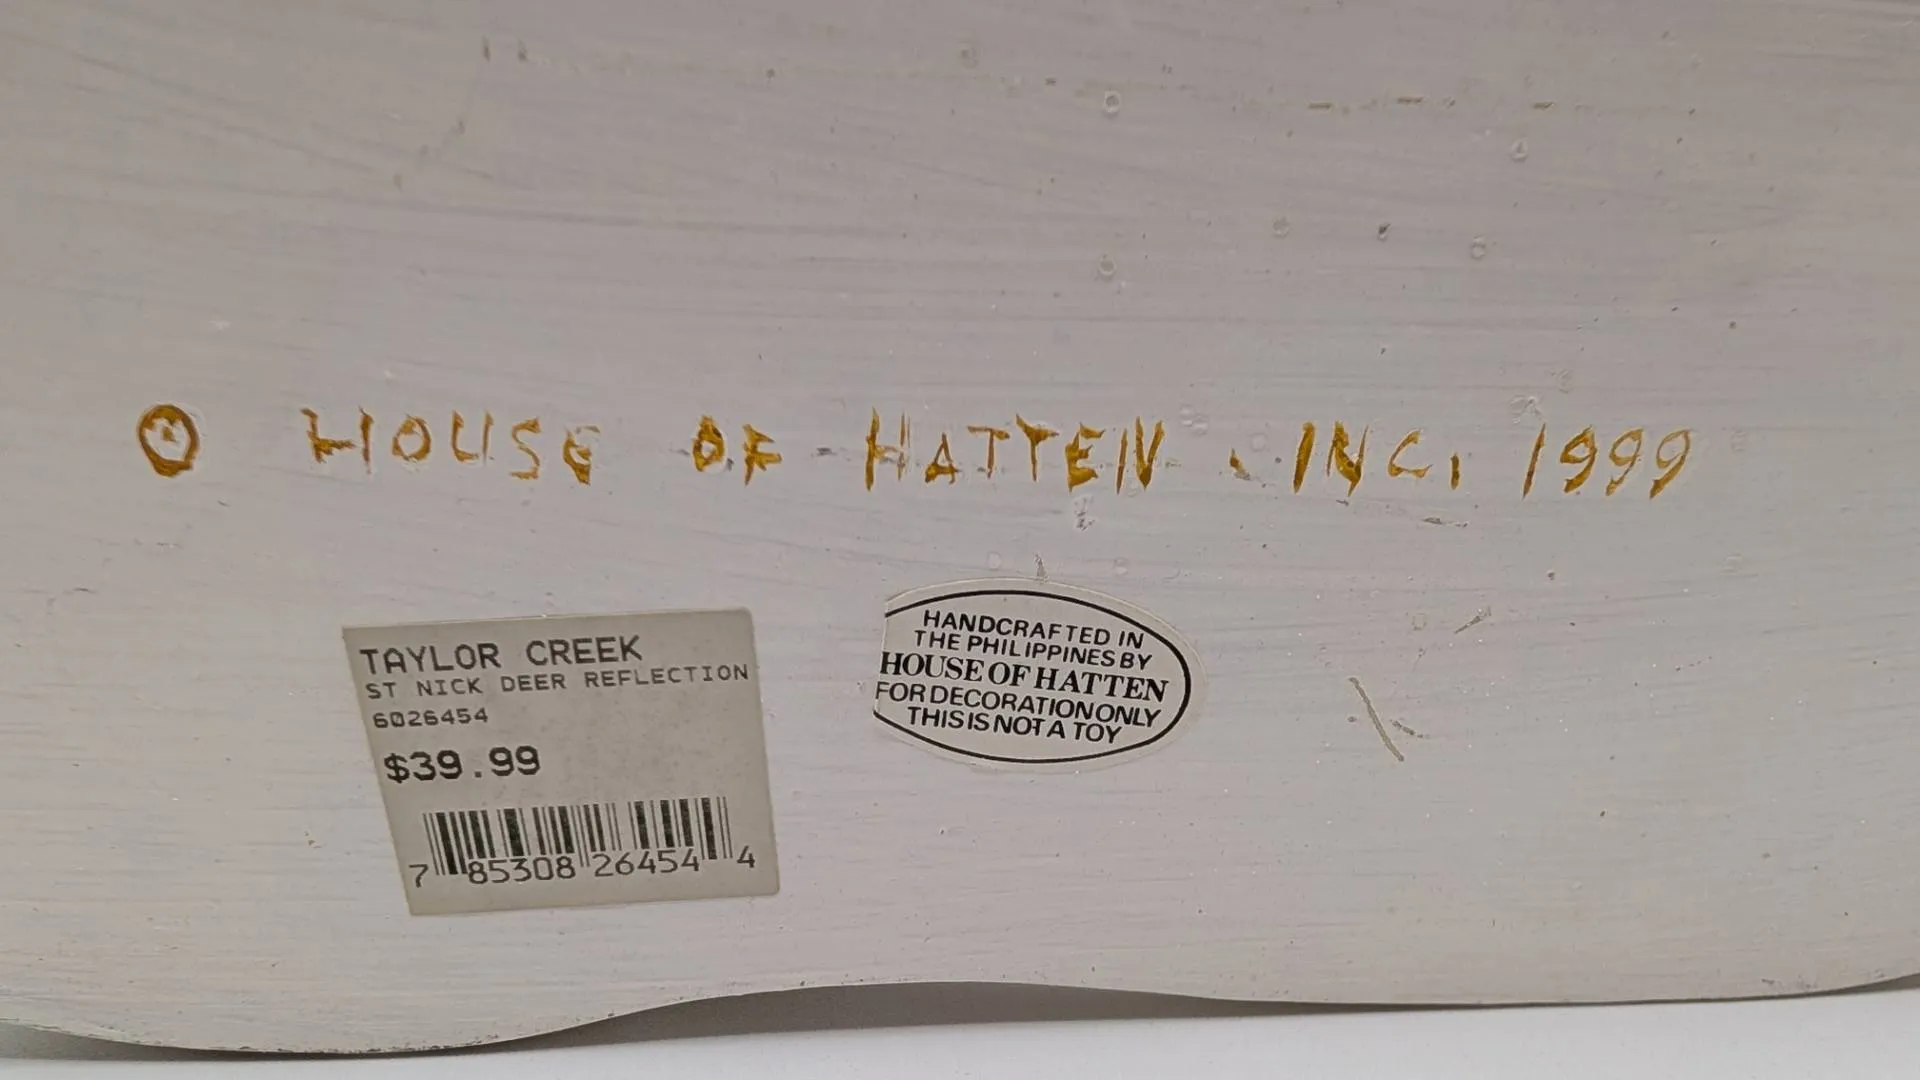 © HOUSE OF HATTEN . INC. 1999
TAYLOR CREEK
ST NICK DEER REFLECTION
6026454
$39.99
7 85308 26454 4
HANDCRAFTED IN
THE PHILIPPINES BY
HOUSE OF HATTEN
FOR DECORATION ONLY
THIS IS NOT A TOY